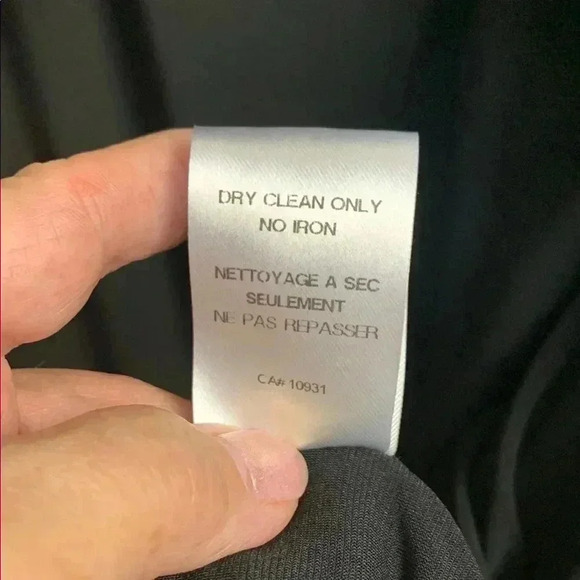 DRY CLEAN ONLY
NO IRON
NETTOYAGE A SEC
SEULEMENT
NE PAS REPASSER
CA# 10931